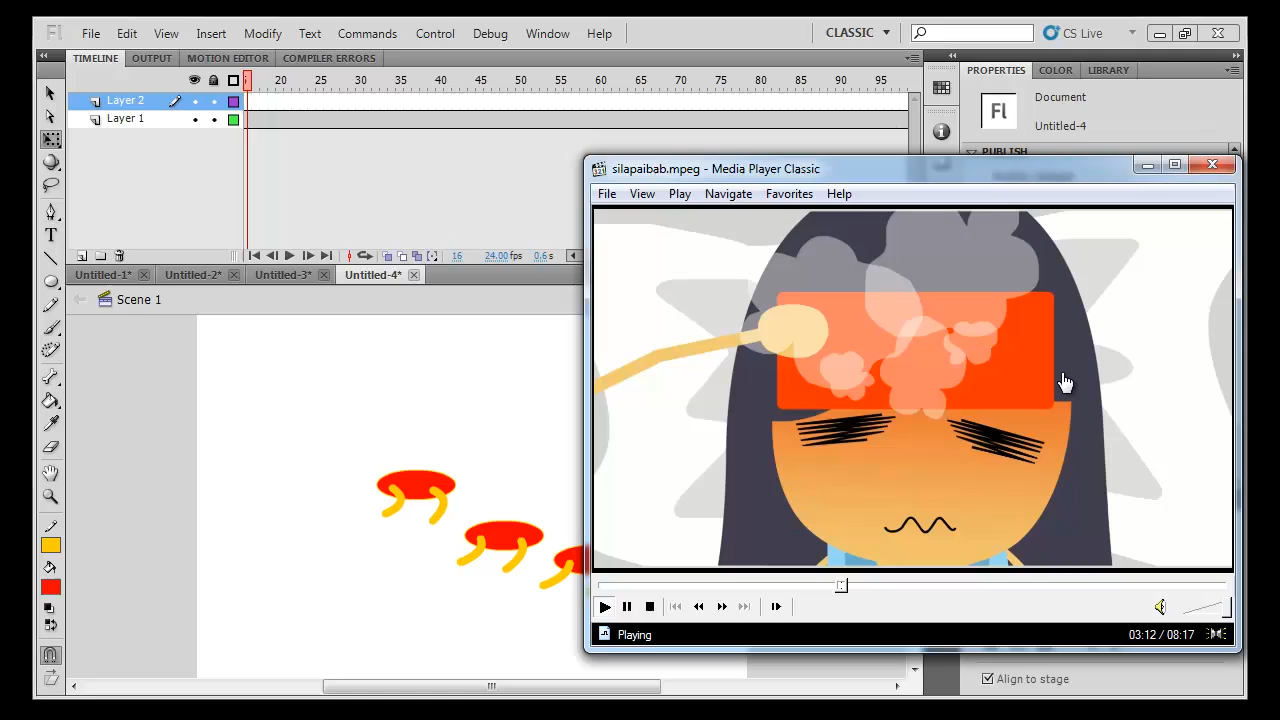 Fl File Edit View Insert Modify Text Commands Control Debug Window Help CLASSIC CS Live
TIMELINE OUTPUT MOTION EDITOR COMPILER ERRORS PROPERTIES COLOR LIBRARY
20 25 30 35 40 45 50 55 60 65 70 75 80 85 90 95
Layer 2
Layer 1
Fl Document
Untitled-4
PUBLISH
silapaibab.mpeg - Media Player Classic
File View Play Navigate Favorites Help
16 24.00 fps 0.6 s
Untitled-1* Untitled-2* Untitled-3* Untitled-4*
Scene 1
T
Playing 03:12 / 08:17
Align to stage